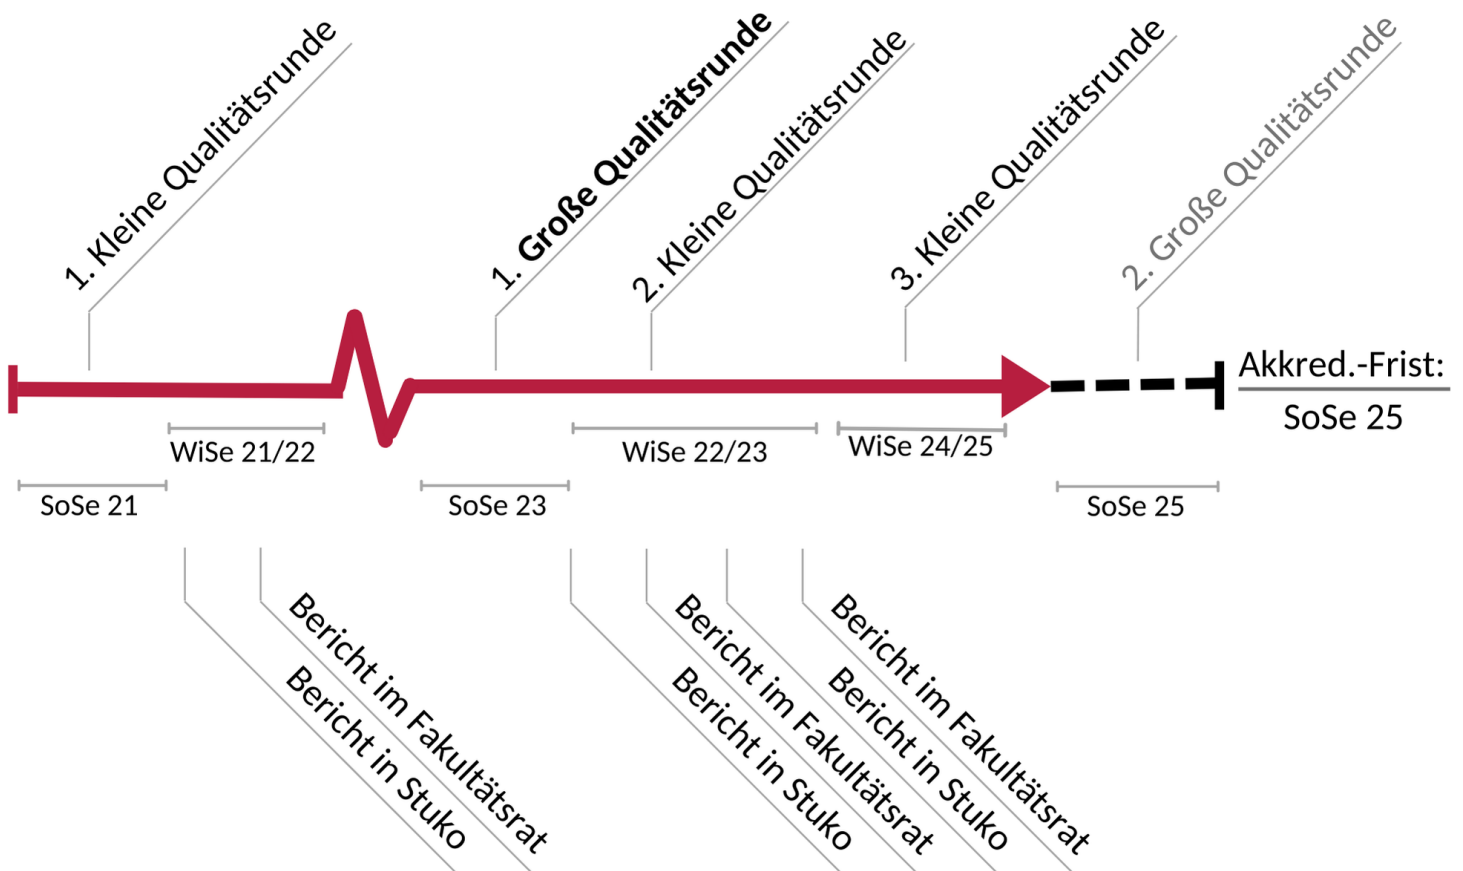 1. Kleine Qualitätsrunde
1. Große Qualitätsrunde
2. Kleine Qualitätsrunde
3. Kleine Qualitätsrunde
2. Große Qualitätsrunde
Akkred.-Frist:
SoSe 25
WiSe 21/22
WiSe 22/23
WiSe 24/25
SoSe 21
SoSe 23
SoSe 25
Bericht in Stuko
Bericht im Fakultätsrat
Bericht in Stuko
Bericht im Fakultätsrat
Bericht in Stuko
Bericht im Fakultätsrat